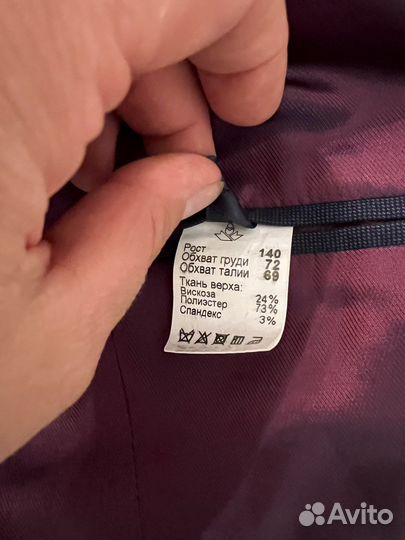 Рост 140
Обхват груди 72
Обхват талии 69
Ткань верха:
Вискоза 24%
Полиэстер 73%
Спандекс 3%
Avito